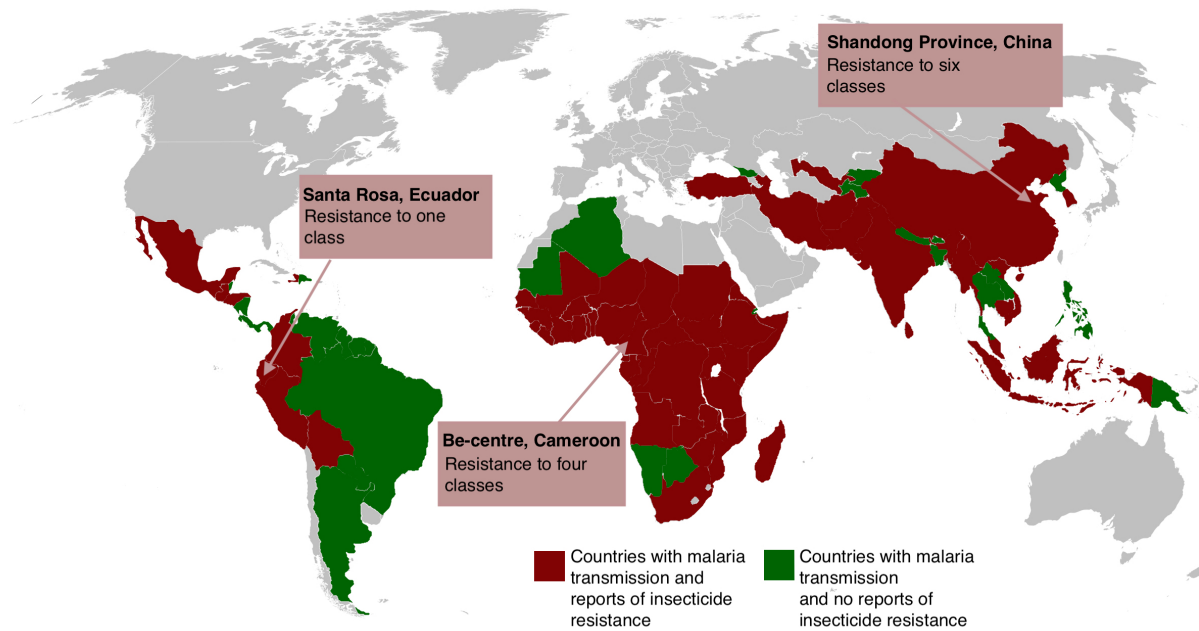 Shandong Province, China
Resistance to six
classes
Santa Rosa, Ecuador
Resistance to one
class
Be-centre, Cameroon
Resistance to four
classes
Countries with malaria
transmission and
reports of insecticide
resistance
Countries with malaria
transmission
and no reports of
insecticide resistance